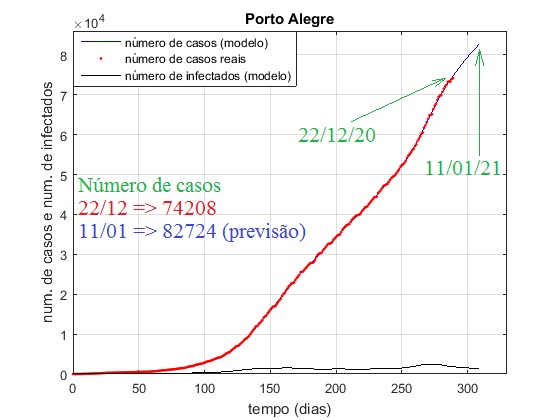 Porto Alegre
×10⁴
número de casos (modelo)
número de casos reais
número de infectados (modelo)
22/12/20
11/01/21
Número de casos
22/12 => 74208
11/01 => 82724 (previsão)
num. de casos e num. de infectados
8
7
6
5
4
3
2
1
0
0 50 100 150 200 250 300
tempo (dias)